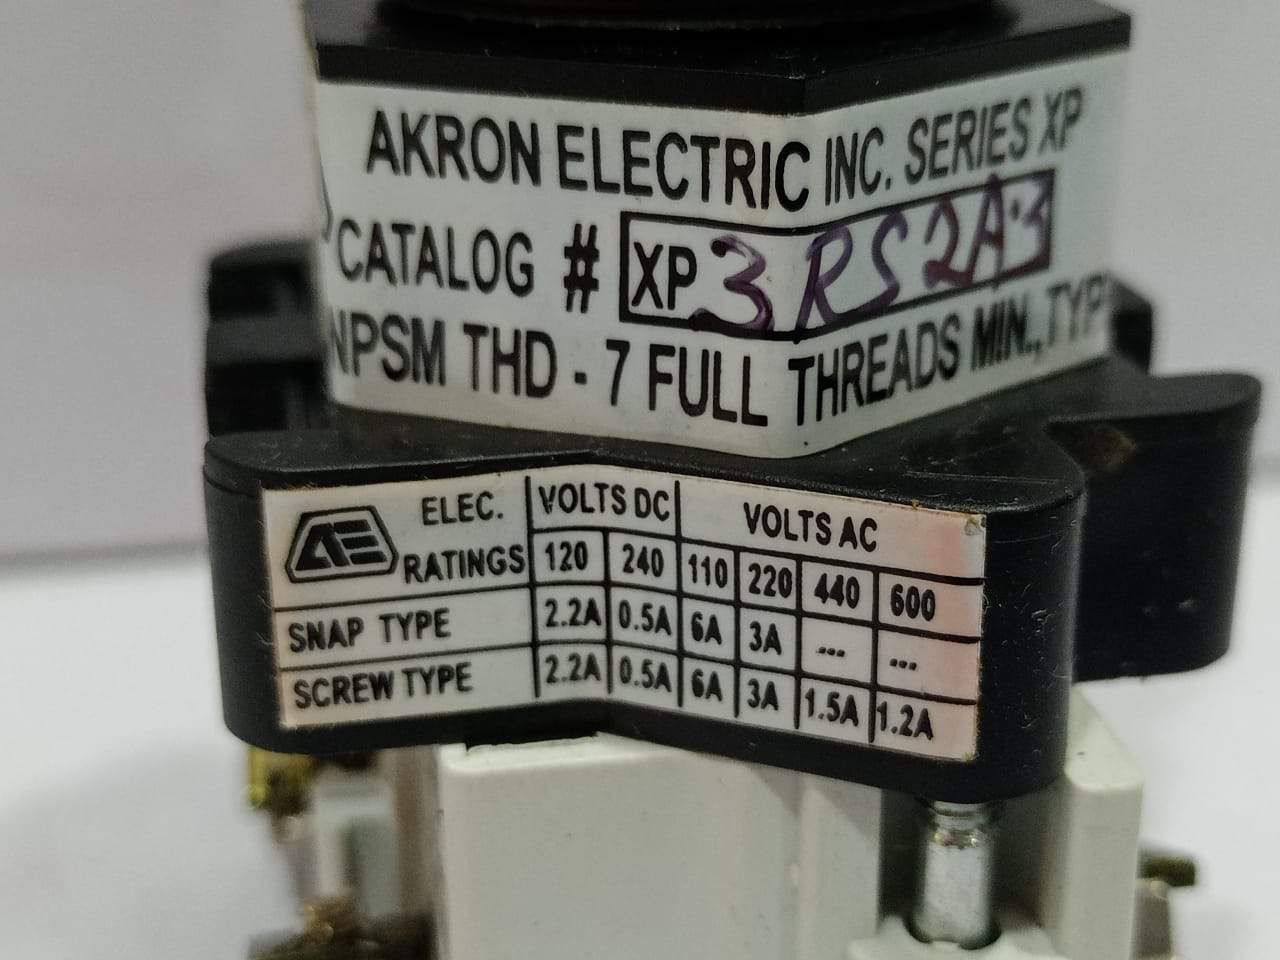 AKRON ELECTRIC INC. SERIES XP
CATALOG # XP 3RS2A-3
NPSM THD - 7 FULL THREADS MIN., TYP
AE ELEC. RATINGS VOLTS DC VOLTS AC
120 240 110 220 440 600
SNAP TYPE 2.2A 0.5A 6A 3A --- ---
SCREW TYPE 2.2A 0.5A 6A 3A 1.5A 1.2A